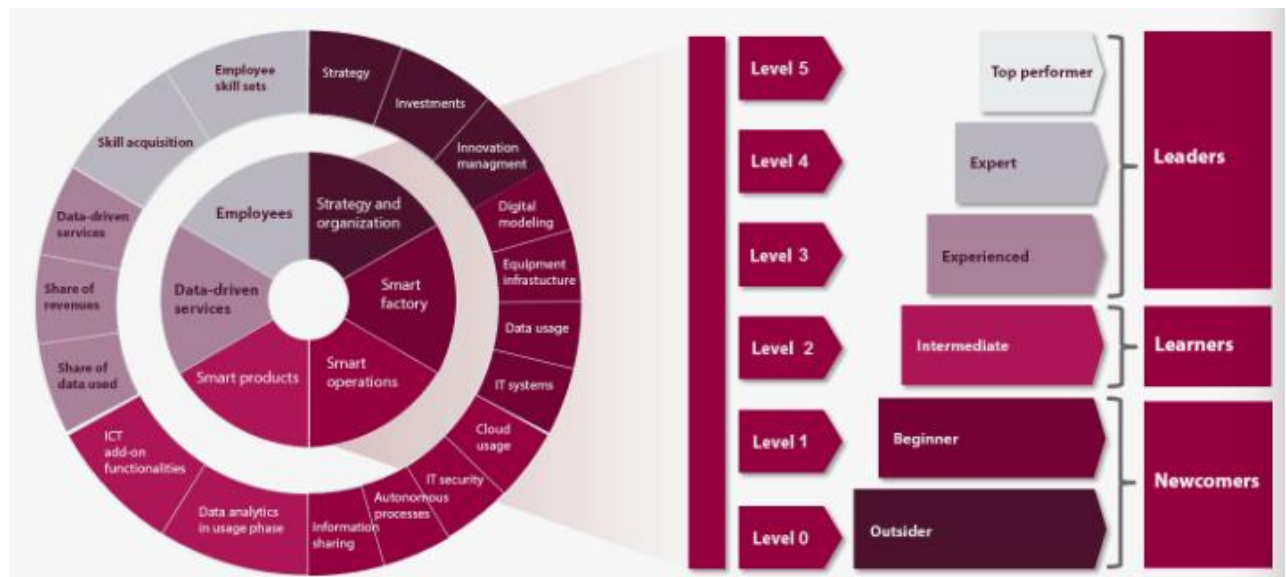 Employee
skill sets
Strategy
Investments
Innovation
managment
Digital
modeling
Equipment
infrastucture
Data usage
IT systems
Cloud
usage
IT security
Autonomous
processes
Information
sharing
Data analytics
in usage phase
ICT
add-on
functionalities
Share of
data used
Share of
revenues
Data-driven
services
Skill acquisition
Employees
Strategy and
organization
Smart
factory
Smart
operations
Smart products
Data-driven
services
Level 5
Top performer
Level 4
Expert
Level 3
Experienced
Leaders
Level 2
Intermediate
Learners
Level 1
Beginner
Level 0
Outsider
Newcomers